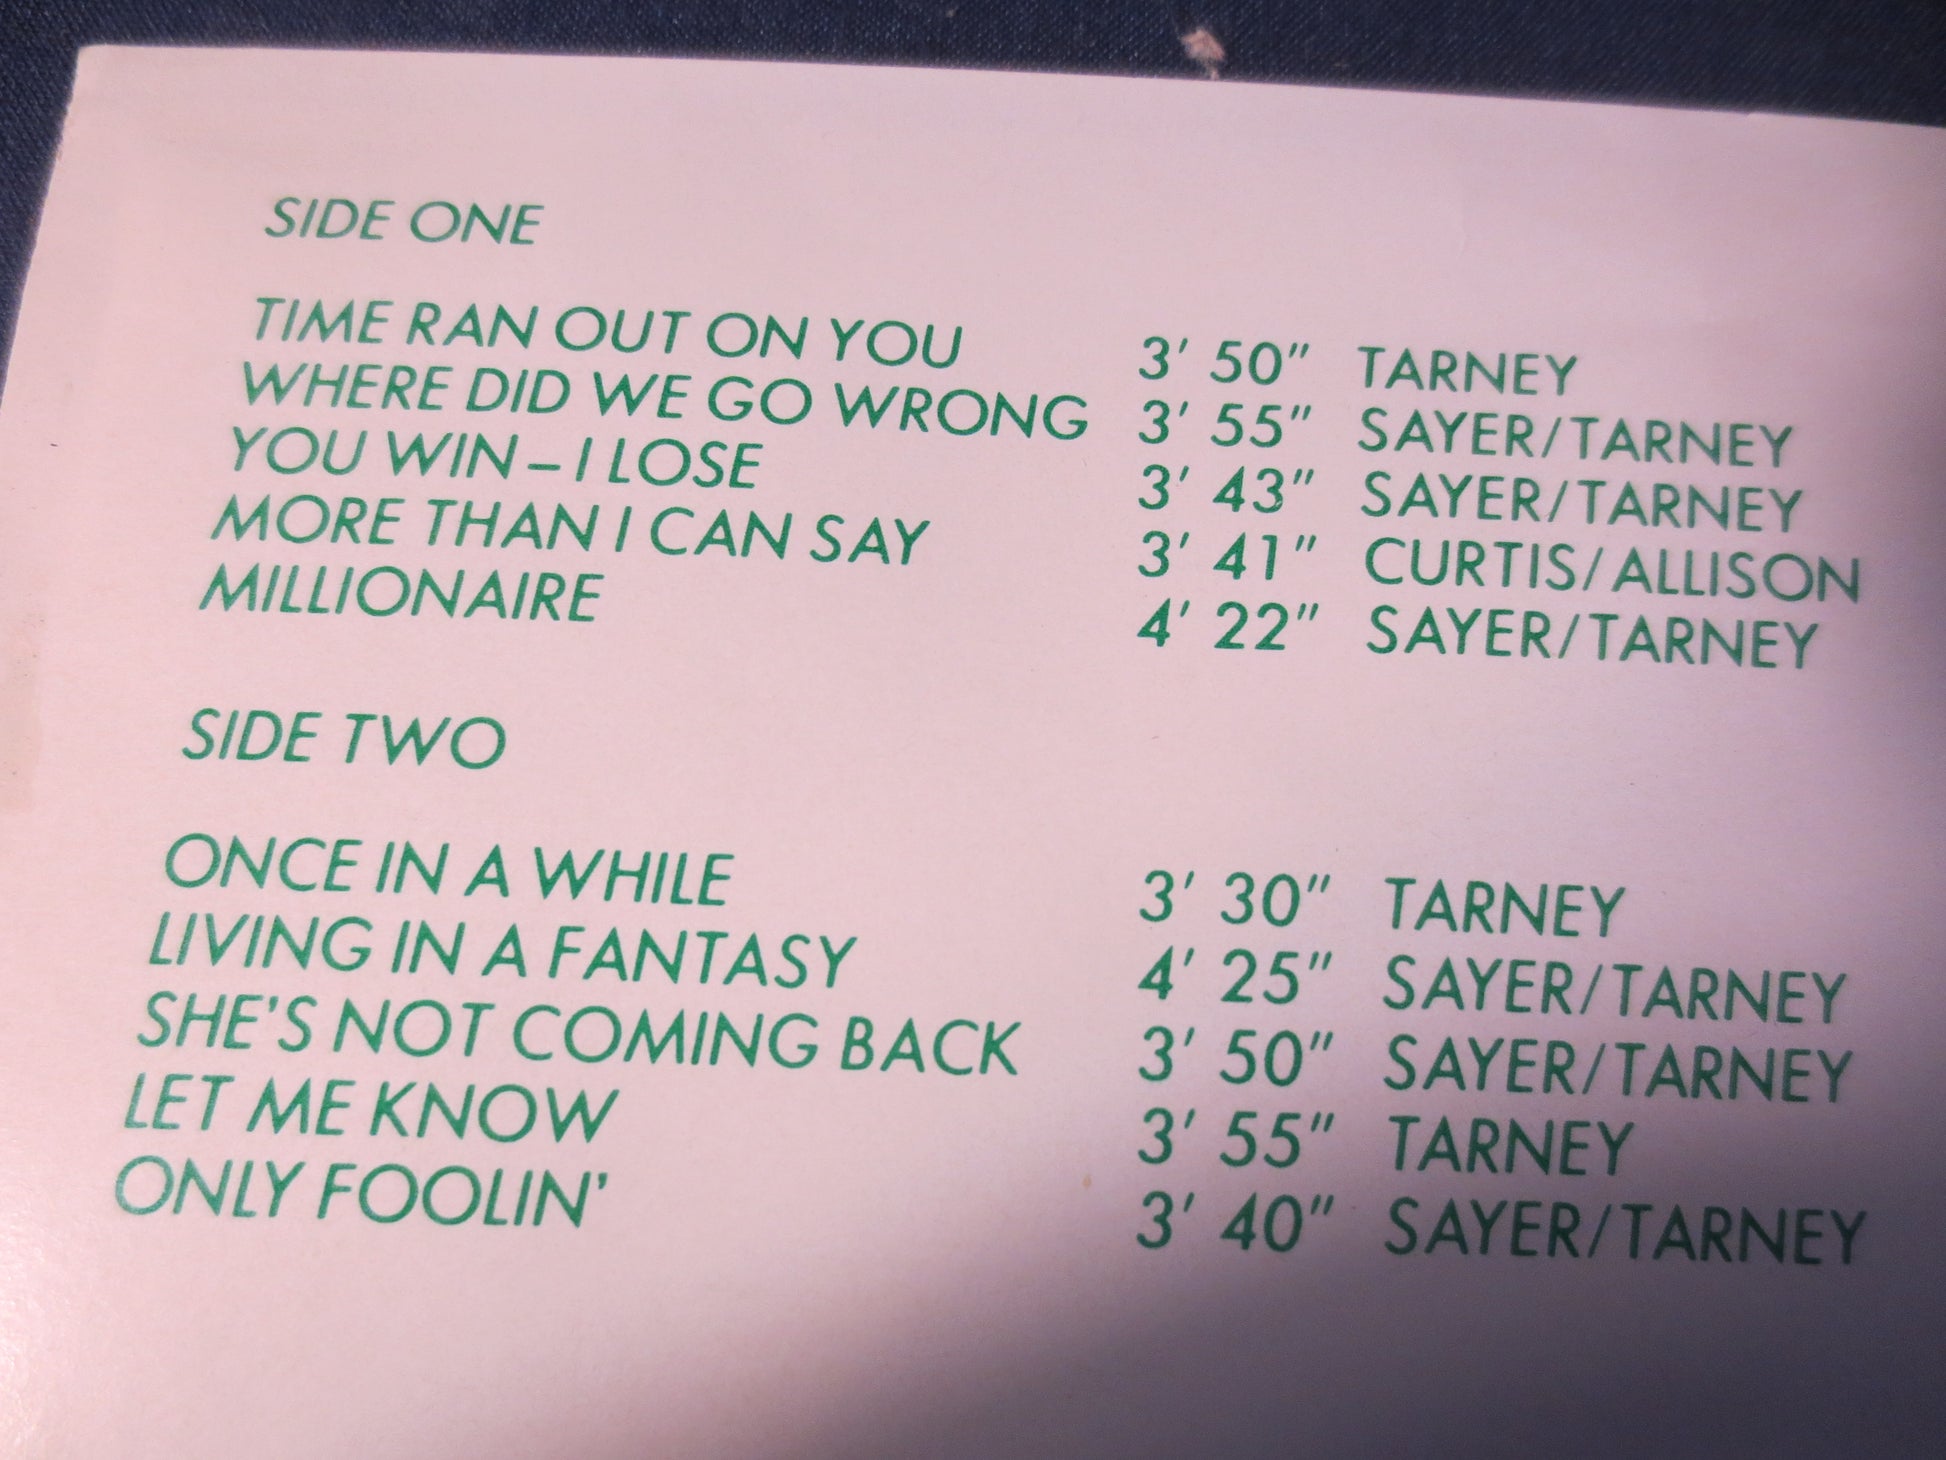 SIDE ONE
TIME RAN OUT ON YOU 3' 50" TARNEY
WHERE DID WE GO WRONG 3' 55" SAYER/TARNEY
YOU WIN – I LOSE 3' 43" SAYER/TARNEY
MORE THAN I CAN SAY 3' 41" CURTIS/ALLISON
MILLIONAIRE 4' 22" SAYER/TARNEY
SIDE TWO
ONCE IN A WHILE 3' 30" TARNEY
LIVING IN A FANTASY 4' 25" SAYER/TARNEY
SHE'S NOT COMING BACK 3' 50" SAYER/TARNEY
LET ME KNOW 3' 55" TARNEY
ONLY FOOLIN' 3' 40" SAYER/TARNEY